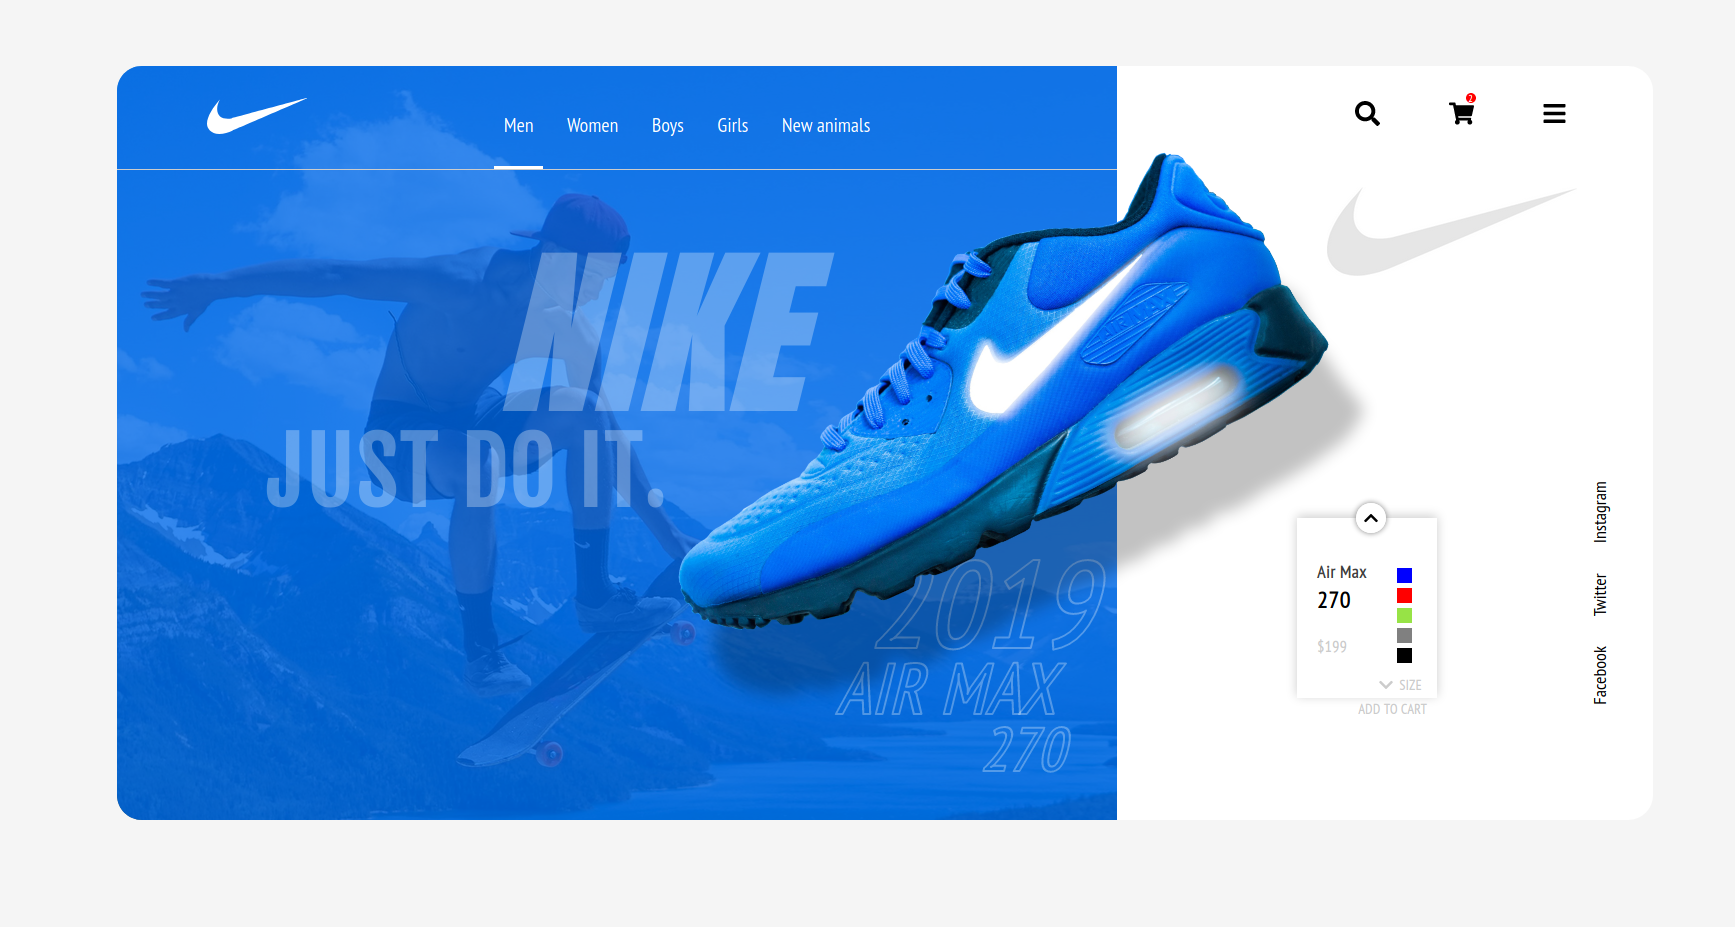 Men Women Boys Girls New animals
2
NIKE
JUST DO IT.
2019
AIR MAX
270
Air Max
270
$199
SIZE
ADD TO CART
Instagram
Twitter
Facebook